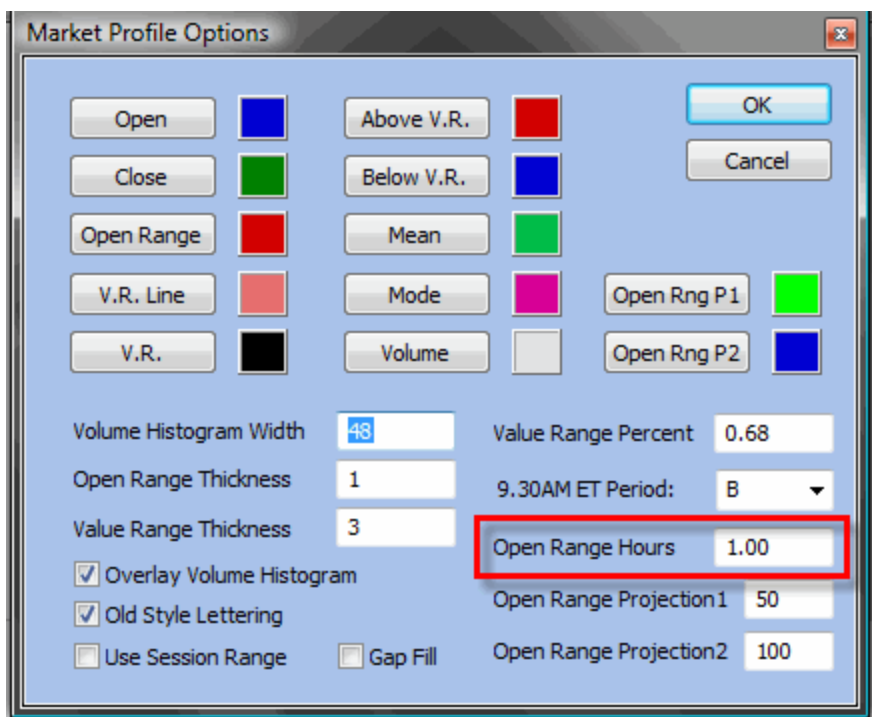 Market Profile Options
Open
Above V.R.
OK
Close
Below V.R.
Cancel
Open Range
Mean
V.R. Line
Mode
Open Rng P1
V.R.
Volume
Open Rng P2
Volume Histogram Width 48
Value Range Percent 0.68
Open Range Thickness 1
9.30AM ET Period: B
Value Range Thickness 3
Open Range Hours 1.00
Overlay Volume Histogram
Open Range Projection1 50
Old Style Lettering
Use Session Range
Gap Fill
Open Range Projection2 100